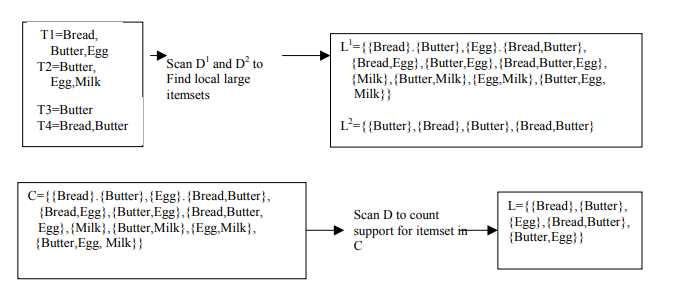 T1=Bread,
Butter,Egg
T2=Butter,
Egg,Milk
T3=Butter
T4=Bread,Butter
Scan D¹ and D² to
Find local large
itemsets
L¹={{Bread}.{Butter},{Egg}.{Bread,Butter},
{Bread,Egg},{Butter,Egg},{Bread,Butter,Egg},
{Milk},{Butter,Milk},{Egg,Milk},{Butter,Egg,
Milk}}
L²={{Butter},{Bread},{Butter},{Bread,Butter}
C={{Bread}.{Butter},{Egg}.{Bread,Butter},
{Bread,Egg},{Butter,Egg},{Bread,Butter,
Egg},{Milk},{Butter,Milk},{Egg,Milk},
{Butter,Egg, Milk}}
Scan D to count
support for itemset in
C
L={{Bread},{Butter},
{Egg},{Bread,Butter},
{Butter,Egg}}